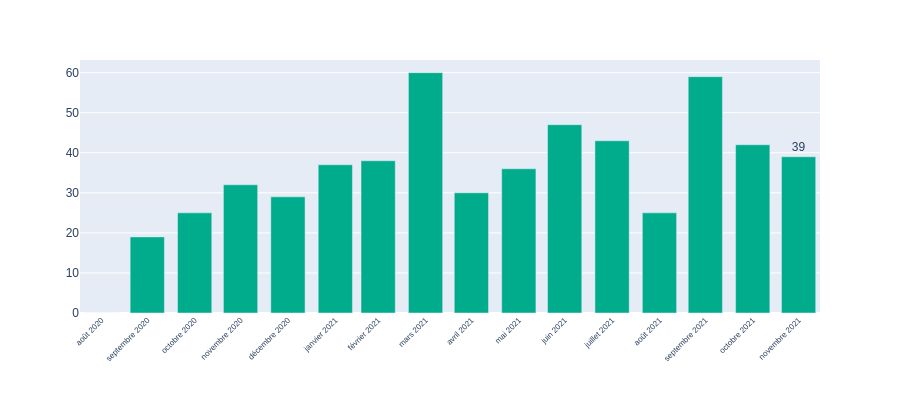 60
50
40
30
20
10
0
39
août 2020
septembre 2020
octobre 2020
novembre 2020
décembre 2020
janvier 2021
février 2021
mars 2021
avril 2021
mai 2021
juin 2021
juillet 2021
août 2021
septembre 2021
octobre 2021
novembre 2021